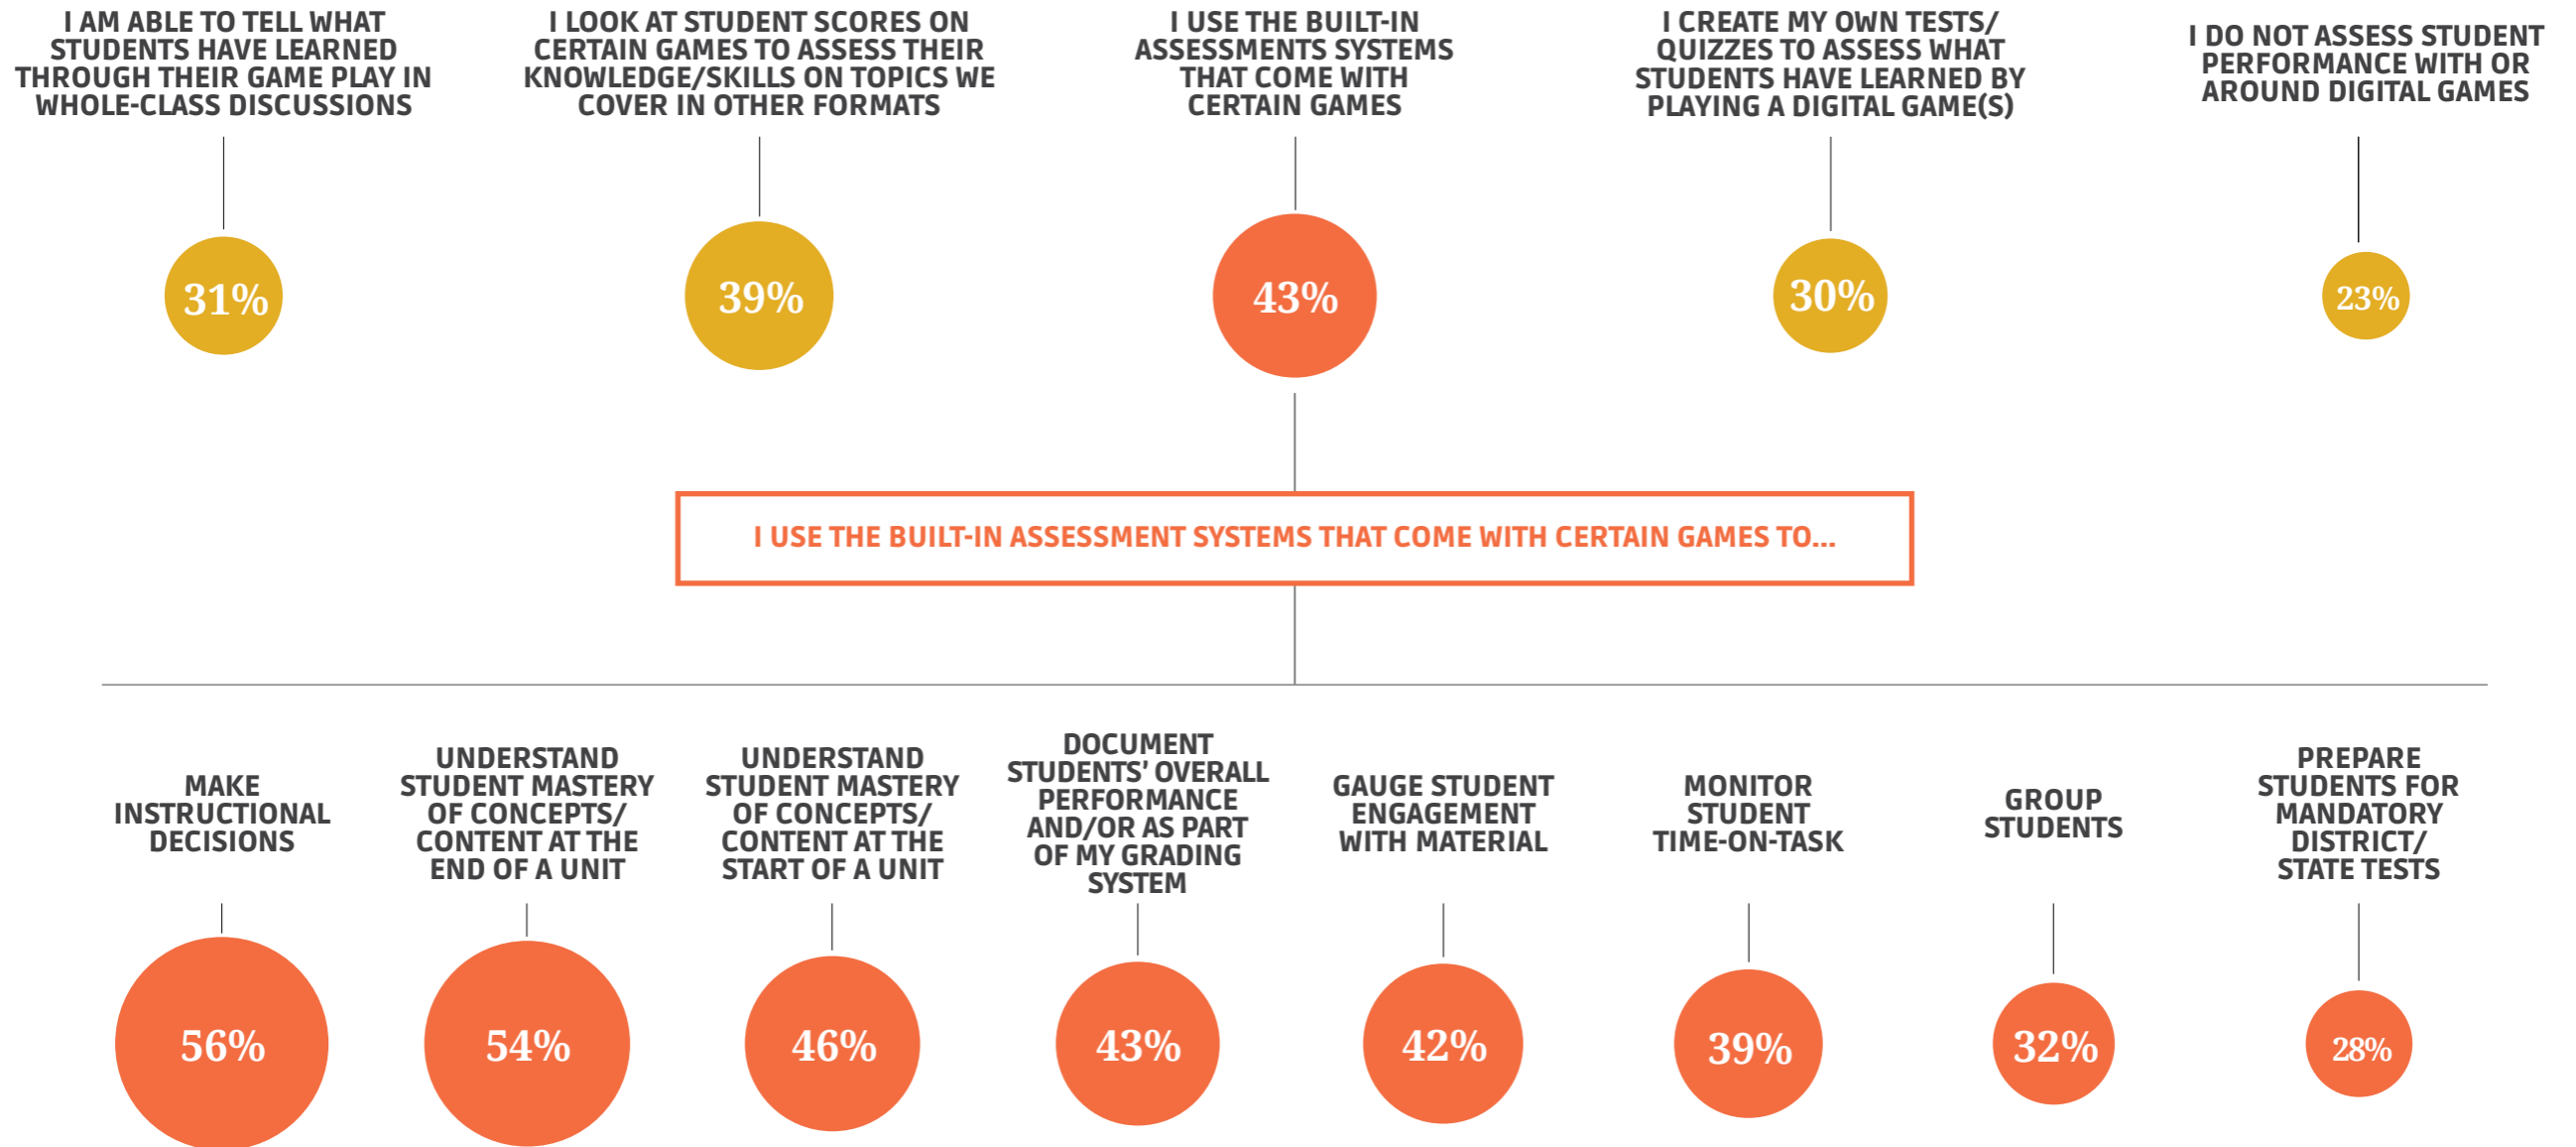 I AM ABLE TO TELL WHAT
STUDENTS HAVE LEARNED
THROUGH THEIR GAME PLAY IN
WHOLE-CLASS DISCUSSIONS
31%
I LOOK AT STUDENT SCORES ON
CERTAIN GAMES TO ASSESS THEIR
KNOWLEDGE/SKILLS ON TOPICS WE
COVER IN OTHER FORMATS
39%
I USE THE BUILT-IN
ASSESSMENTS SYSTEMS
THAT COME WITH
CERTAIN GAMES
43%
I CREATE MY OWN TESTS/
QUIZZES TO ASSESS WHAT
STUDENTS HAVE LEARNED BY
PLAYING A DIGITAL GAME(S)
30%
I DO NOT ASSESS STUDENT
PERFORMANCE WITH OR
AROUND DIGITAL GAMES
23%
I USE THE BUILT-IN ASSESSMENT SYSTEMS THAT COME WITH CERTAIN GAMES TO...
MAKE
INSTRUCTIONAL
DECISIONS
56%
UNDERSTAND
STUDENT MASTERY
OF CONCEPTS/
CONTENT AT THE
END OF A UNIT
54%
UNDERSTAND
STUDENT MASTERY
OF CONCEPTS/
CONTENT AT THE
START OF A UNIT
46%
DOCUMENT
STUDENTS’ OVERALL
PERFORMANCE
AND/OR AS PART
OF MY GRADING
SYSTEM
43%
GAUGE STUDENT
ENGAGEMENT
WITH MATERIAL
42%
MONITOR
STUDENT
TIME-ON-TASK
39%
GROUP
STUDENTS
32%
PREPARE
STUDENTS FOR
MANDATORY
DISTRICT/
STATE TESTS
28%